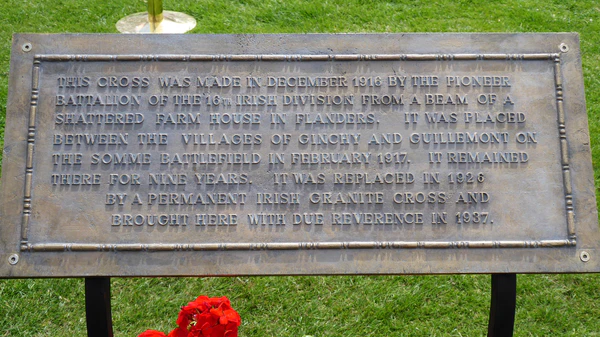 THIS CROSS WAS MADE IN DECEMBER 1916 BY THE PIONEER
BATTALION OF THE 16TH IRISH DIVISION FROM A BEAM OF A
SHATTERED FARM HOUSE IN FLANDERS. IT WAS PLACED
BETWEEN THE VILLAGES OF GINCHY AND GUILLEMONT ON
THE SOMME BATTLEFIELD IN FEBRUARY 1917. IT REMAINED
THERE FOR NINE YEARS. IT WAS REPLACED IN 1926
BY A PERMANENT IRISH GRANITE CROSS AND
BROUGHT HERE WITH DUE REVERENCE IN 1937.